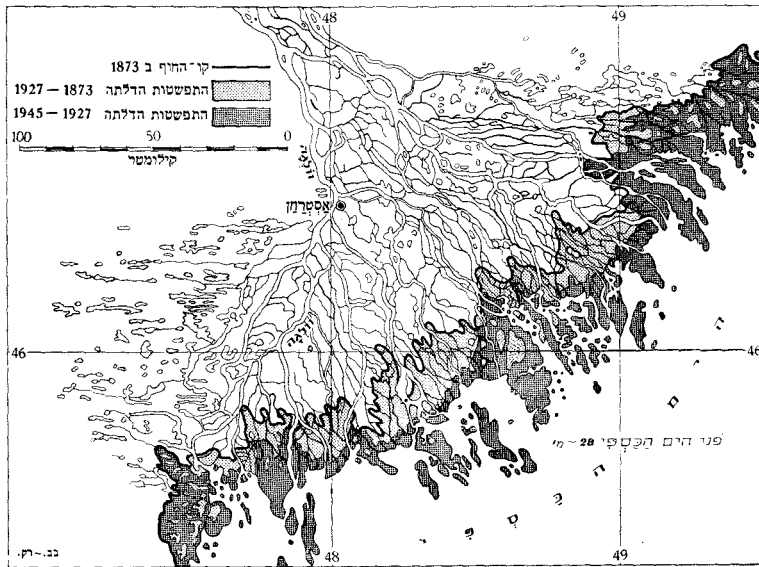 48
49
קו־החוף ב 1873
התפשטות הדלתה 1873—1927
התפשטות הדלתה 1927—1945
100 50 0
קילומטר
וולגה
אַסְטְרַחָן
וולגה
46 46
פני הים הַכַּסְפִּי 28~ מ׳
הים הכספי
48
49
בב.~רק.